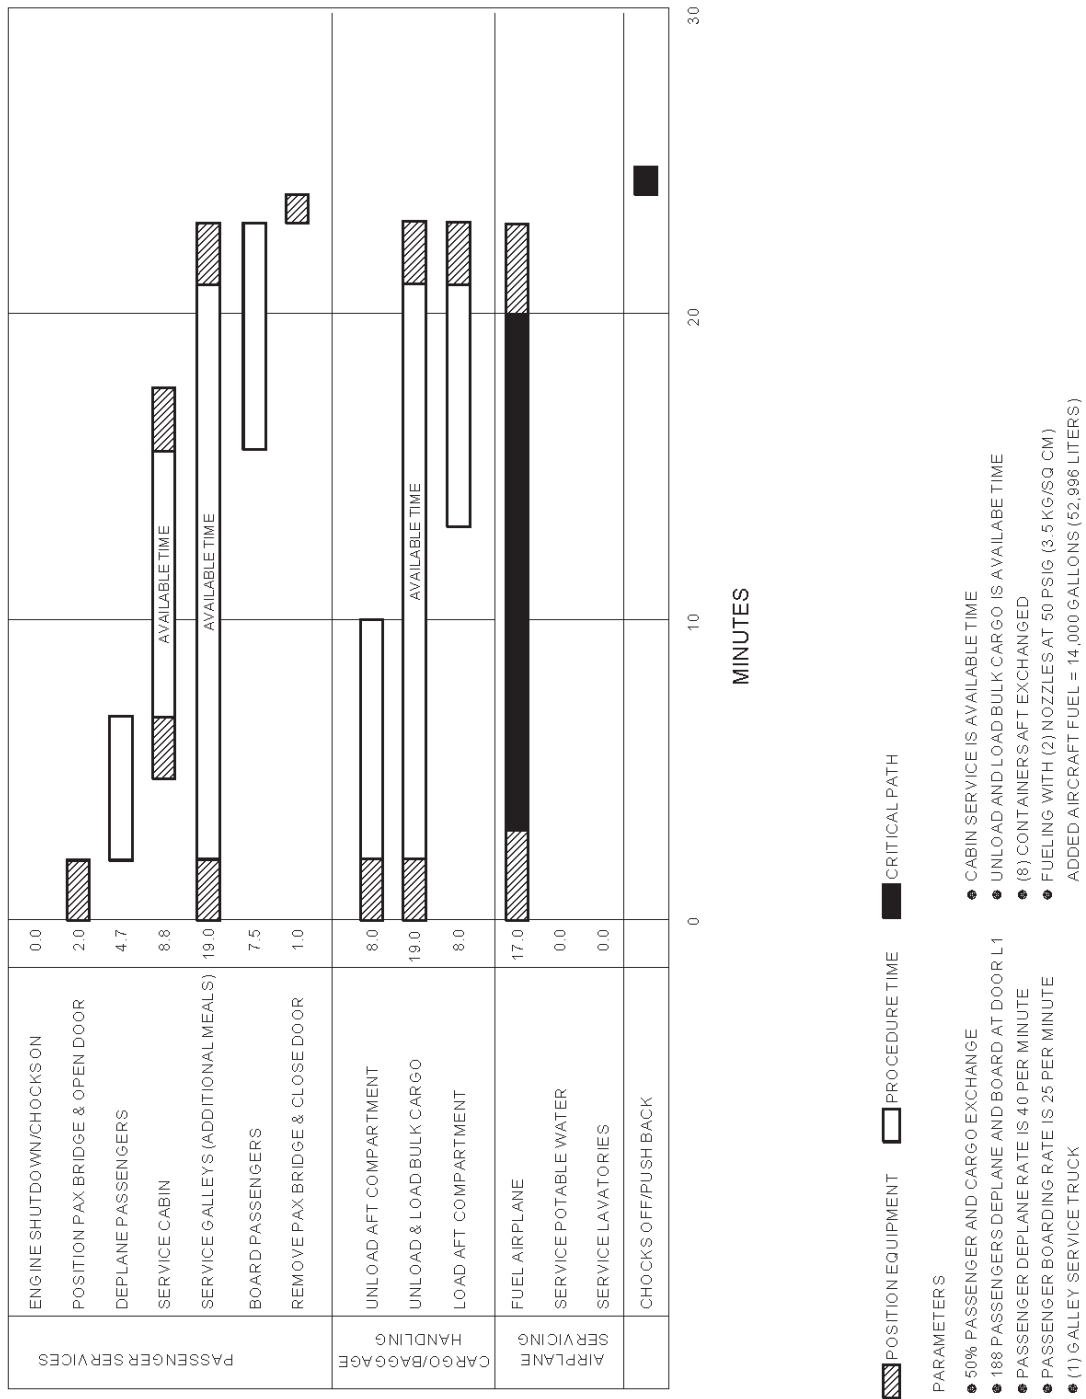 PASSENGER SERVICES
ENGINE SHUTDOWN/CHOCKS ON 0.0
POSITION PAX BRIDGE & OPEN DOOR 2.0
DEPLANE PASSENGERS 4.7
SERVICE CABIN 8.8 AVAILABLE TIME
SERVICE GALLEYS (ADDITIONAL MEALS) 19.0 AVAILABLE TIME
BOARD PASSENGERS 7.5
REMOVE PAX BRIDGE & CLOSE DOOR 1.0
CARGO/BAGGAGE
HANDLING
UNLOAD AFT COMPARTMENT 8.0
UNLOAD & LOAD BULK CARGO 19.0 AVAILABLE TIME
LOAD AFT COMPARTMENT 8.0
AIRPLANE
SERVICING
FUEL AIRPLANE 17.0
SERVICE POTABLE WATER 0.0
SERVICE LAVATORIES 0.0
CHOCKS OFF/PUSH BACK
0 10 20 30
MINUTES
POSITION EQUIPMENT PROCEDURE TIME CRITICAL PATH
PARAMETERS
● 50% PASSENGER AND CARGO EXCHANGE
● 188 PASSENGERS DEPLANE AND BOARD AT DOOR L1
● PASSENGER DEPLANE RATE IS 40 PER MINUTE
● PASSENGER BOARDING RATE IS 25 PER MINUTE
● (1) GALLEY SERVICE TRUCK
● CABIN SERVICE IS AVAILABLE TIME
● UNLOAD AND LOAD BULK CARGO IS AVAILABE TIME
● (8) CONTAINERS AFT EXCHANGED
● FUELING WITH (2) NOZZLES AT 50 PSIG (3.5 KG/SQ CM)
ADDED AIRCRAFT FUEL = 14,000 GALLONS (52,996 LITERS)